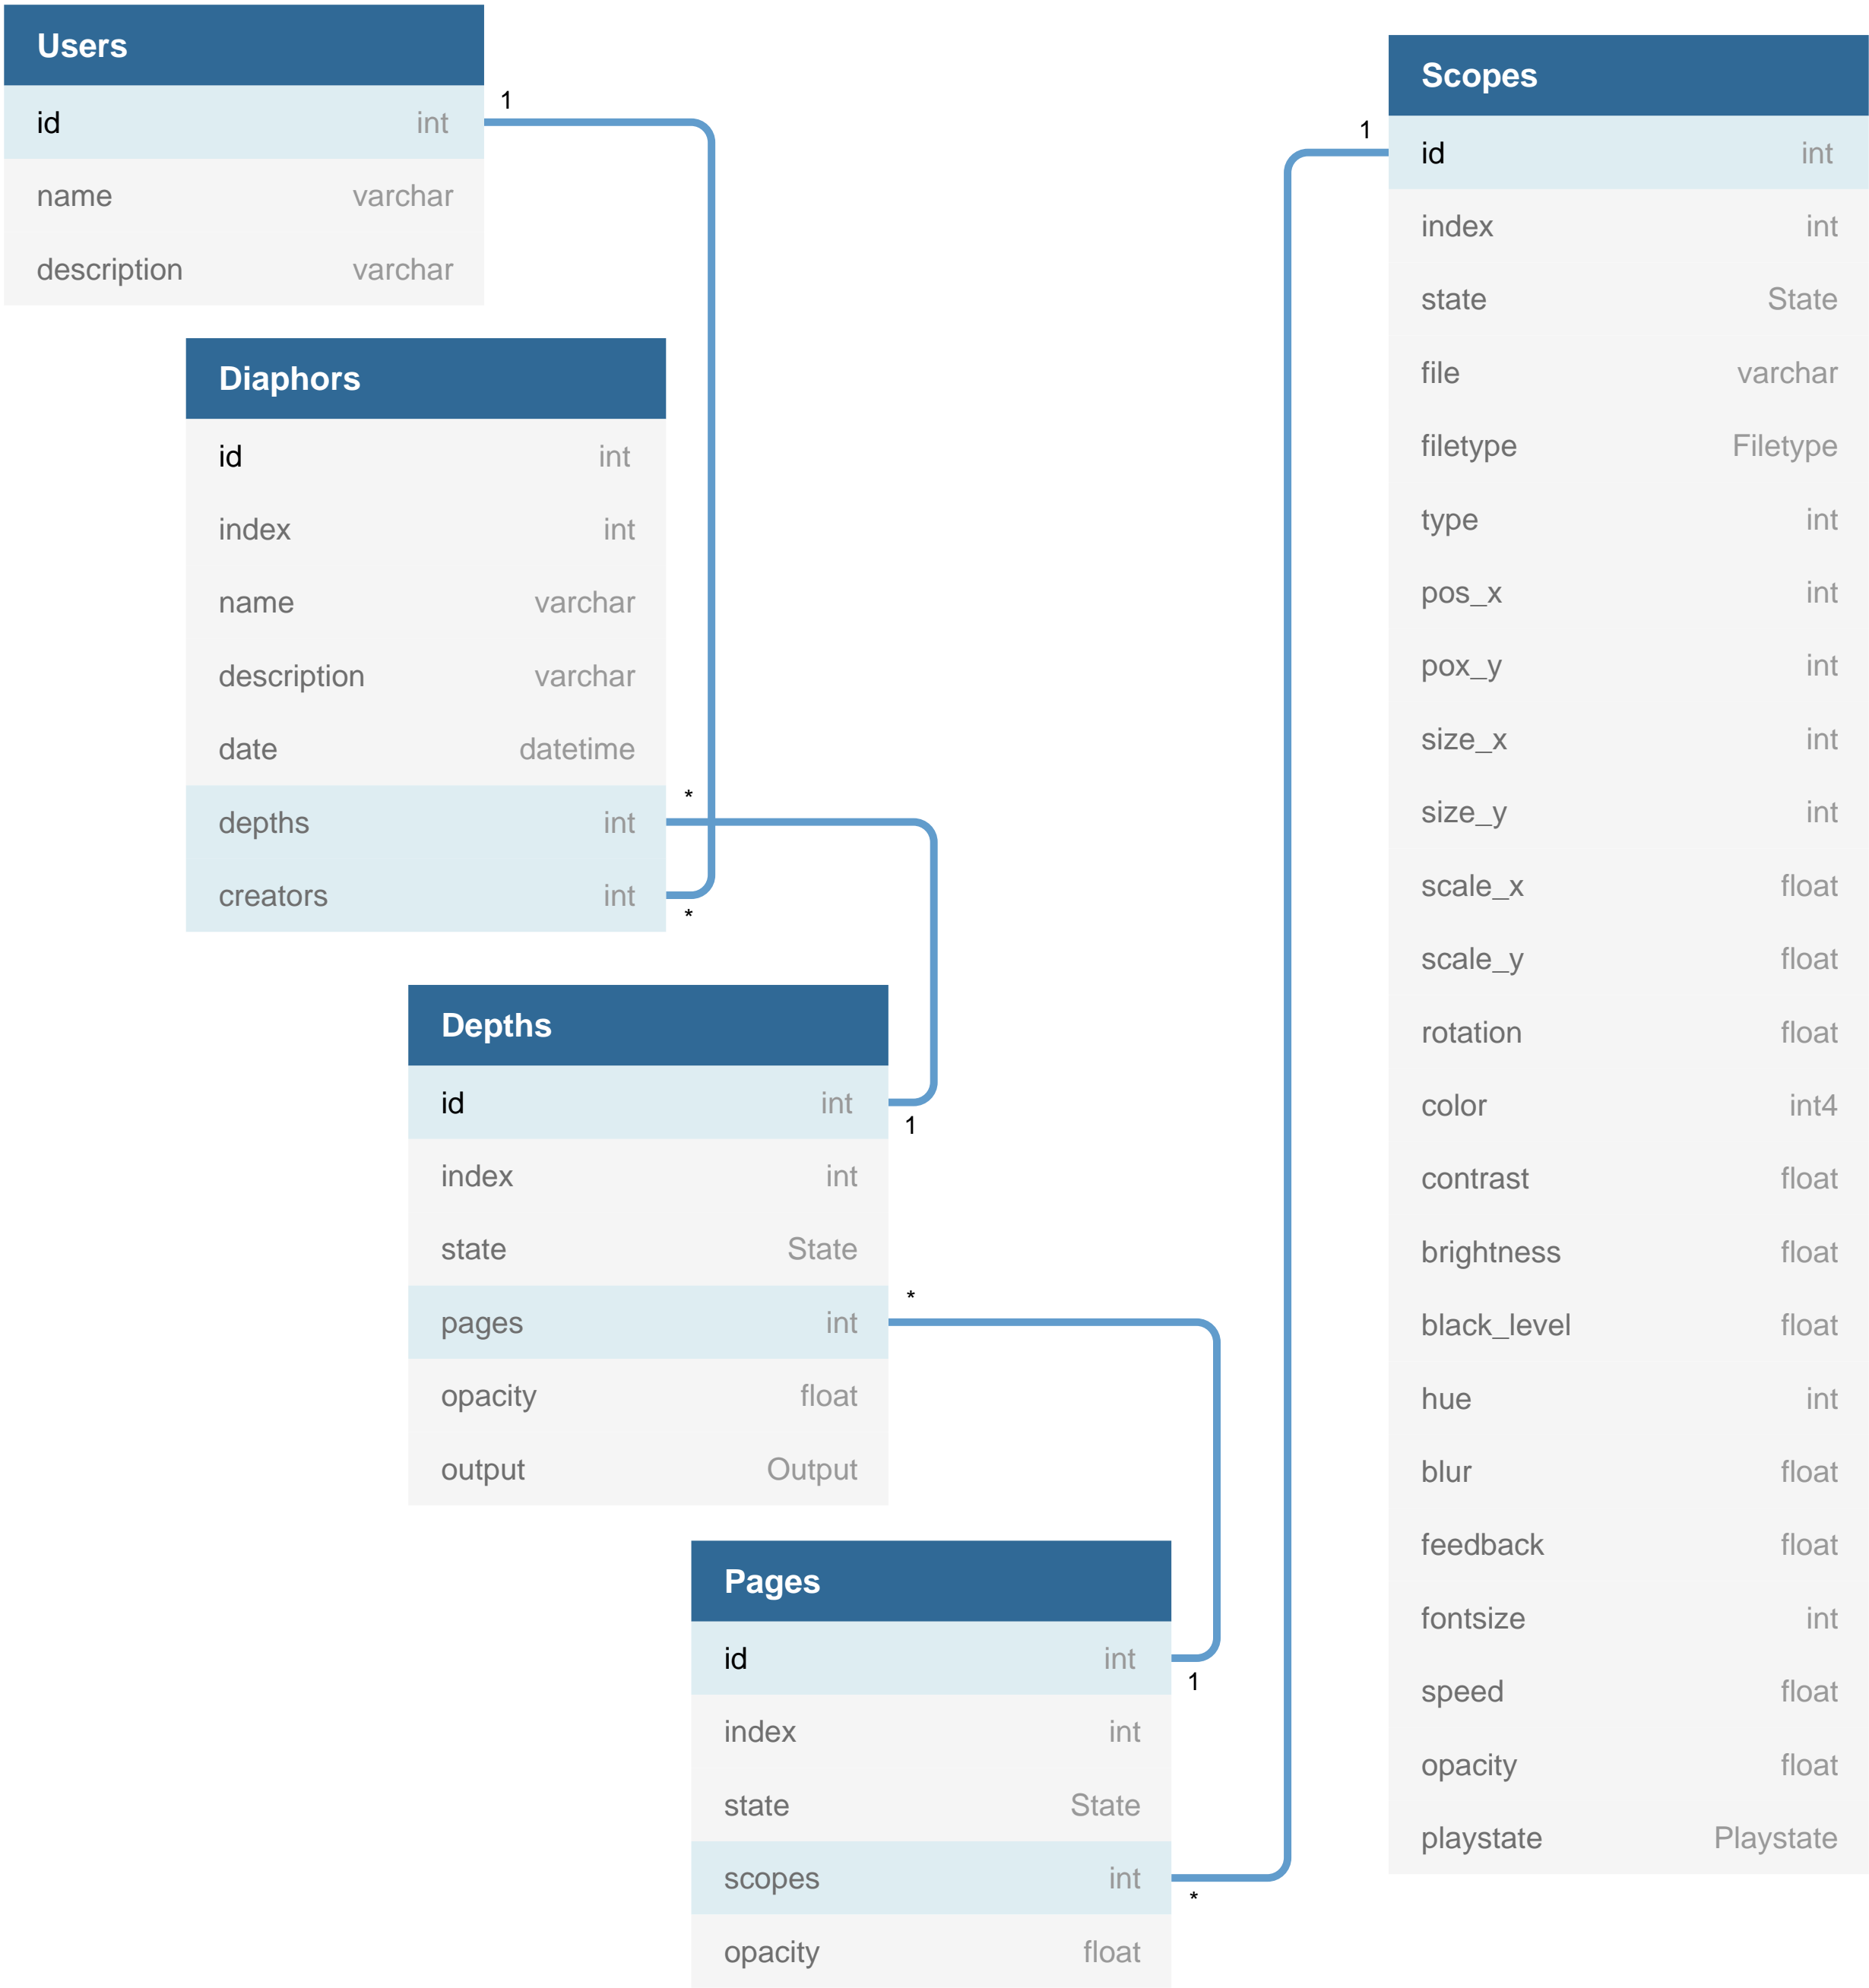 Users
id int
name varchar
description varchar
1
Diaphors
id int
index int
name varchar
description varchar
date datetime
depths int
creators int
*
*
Depths
id int
index int
state State
pages int
opacity float
output Output
1
*
Pages
id int
index int
state State
scopes int
opacity float
1
*
Scopes
1
id int
index int
state State
file varchar
filetype Filetype
type int
pos_x int
pox_y int
size_x int
size_y int
scale_x float
scale_y float
rotation float
color int4
contrast float
brightness float
black_level float
hue int
blur float
feedback float
fontsize int
speed float
opacity float
playstate Playstate